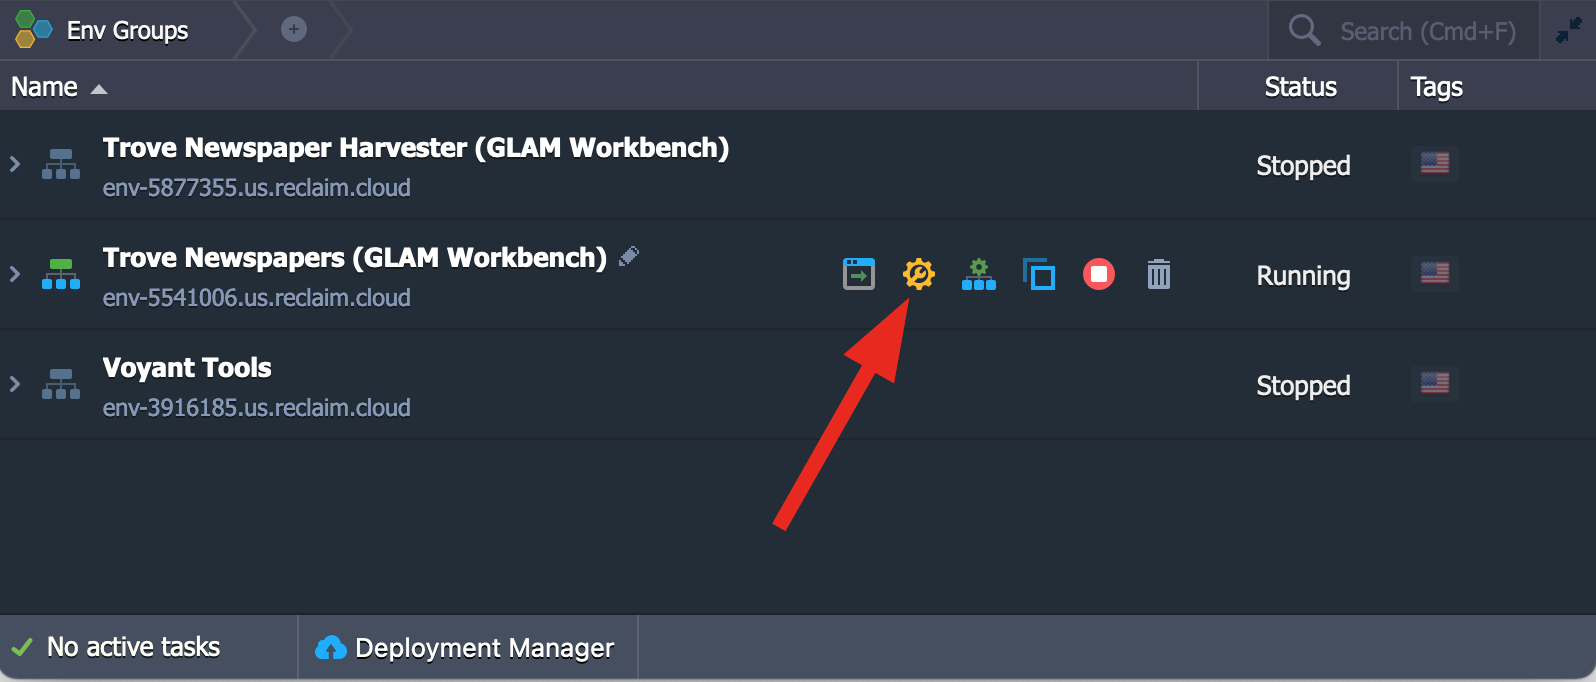 Env Groups
Search (Cmd+F)
Name Status Tags
Trove Newspaper Harvester (GLAM Workbench)
env-5877355.us.reclaim.cloud
Stopped
Trove Newspapers (GLAM Workbench)
env-5541006.us.reclaim.cloud
Running
Voyant Tools
env-3916185.us.reclaim.cloud
Stopped
No active tasks
Deployment Manager